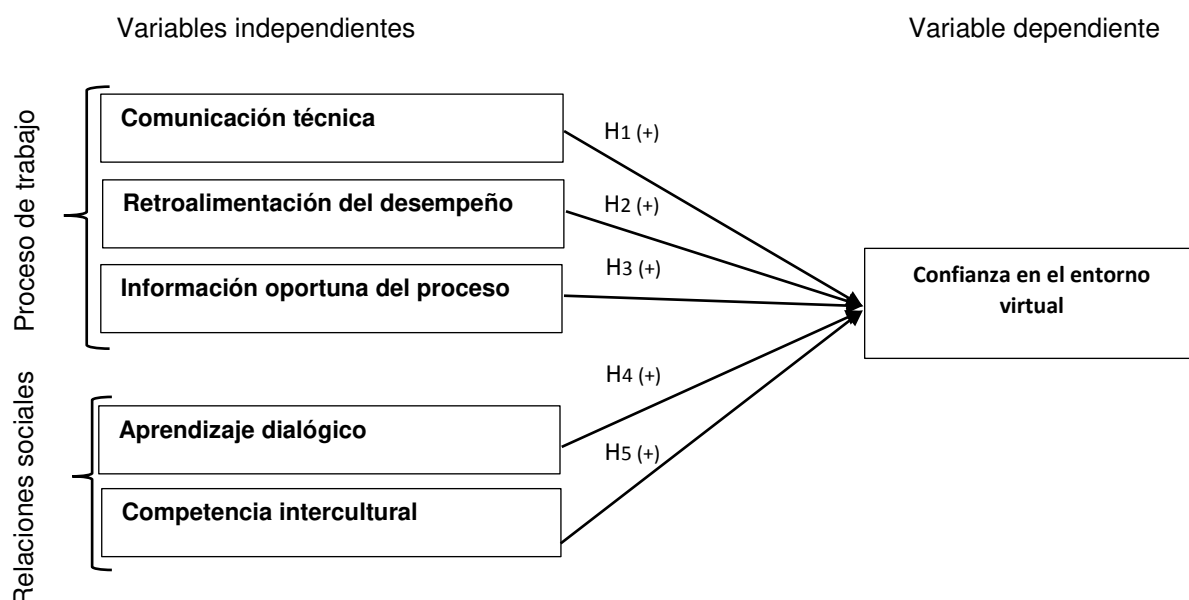 Variables independientes
Variable dependiente
Proceso de trabajo
Comunicación técnica
H1 (+)
Retroalimentación del desempeño
H2 (+)
Información oportuna del proceso
H3 (+)
Confianza en el entorno
virtual
Relaciones sociales
Aprendizaje dialógico
H4 (+)
Competencia intercultural
H5 (+)